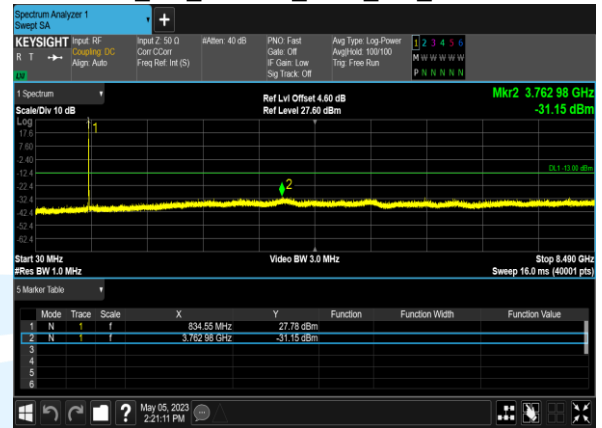 Spectrum Analyzer 1
Swept SA
+
KEYSIGHT Input: RF Input Z: 50 Ω #Atten: 40 dB PNO: Fast Avg Type: Log-Power 1 2 3 4 5 6
R T Coupling: DC Corr CCorr Gate: Off Avg|Hold: 100/100 M W W W W W
Align: Auto Freq Ref: Int (S) IF Gain: Low Trig: Free Run P N N N N N
LV Sig Track: Off
1 Spectrum Ref Lvl Offset 4.60 dB Mkr2 3.762 98 GHz
Scale/Div 10 dB Ref Level 27.60 dBm -31.15 dBm
Log
1
17.6
7.60
-2.40
DL1 -13.00 dBm
-12.4
2
-22.4
-32.4
-42.4
-52.4
-62.4
Start 30 MHz Video BW 3.0 MHz Stop 8.490 GHz
#Res BW 1.0 MHz Sweep 16.0 ms (40001 pts)
5 Marker Table
Mode Trace Scale X Y Function Function Width Function Value
1 N 1 f 834.55 MHz 27.78 dBm
2 N 1 f 3.762 98 GHz -31.15 dBm
3
4
5
6
? May 05, 2023
2:21:11 PM